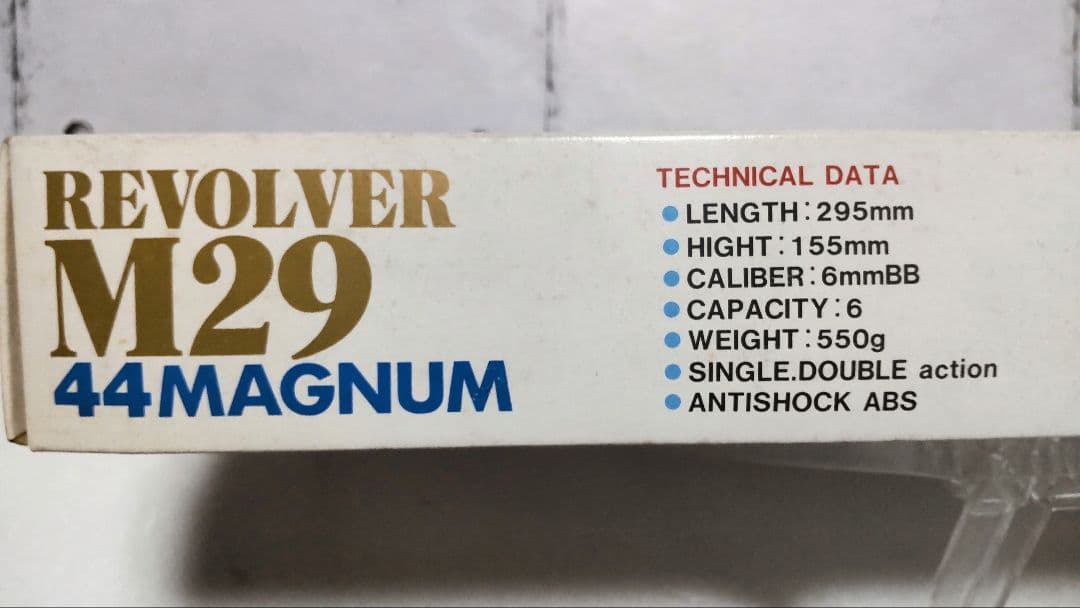 REVOLVER
M29
44MAGNUM
TECHNICAL DATA
● LENGTH:295mm
● HIGHT:155mm
● CALIBER:6mmBB
● CAPACITY:6
● WEIGHT:550g
● SINGLE.DOUBLE action
● ANTISHOCK ABS